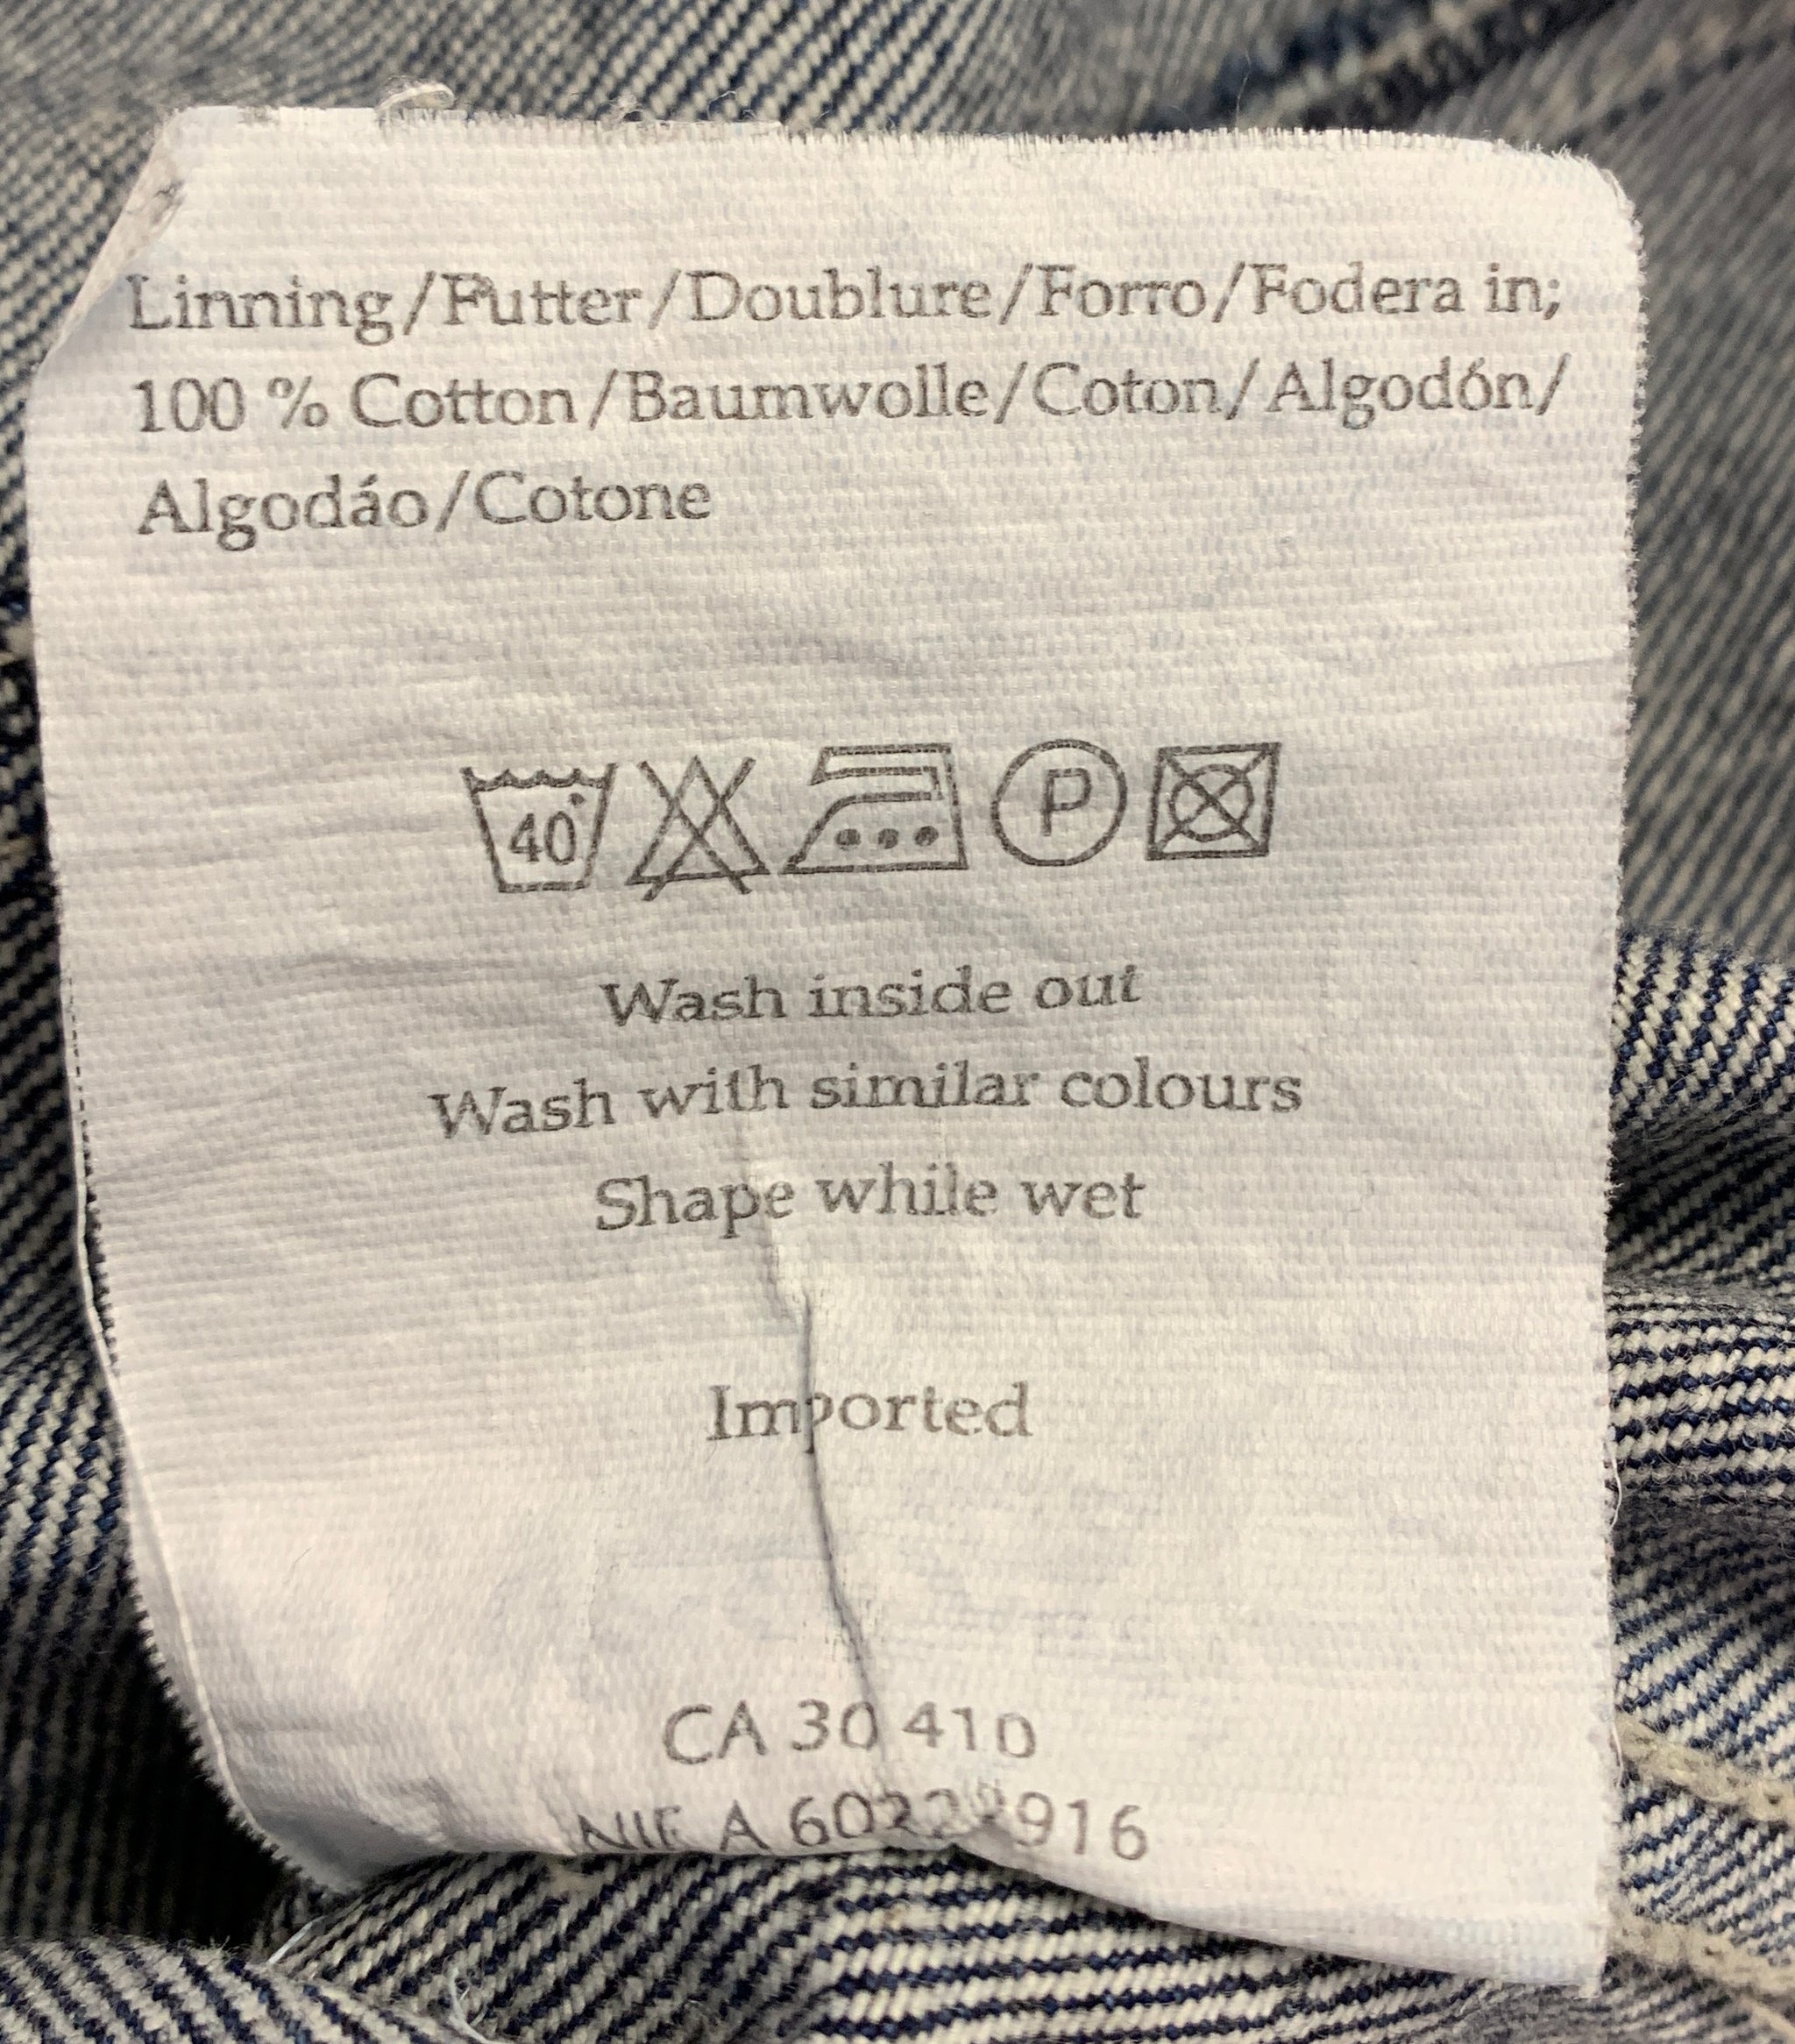 Linning/Futter/Doublure/Forro/Fodera in;
100 % Cotton/Baumwolle/Coton/Algodón/
Algodáo/Cotone
40° P
Wash inside out
Wash with similar colours
Shape while wet
Imported
CA 30 410
NIF A